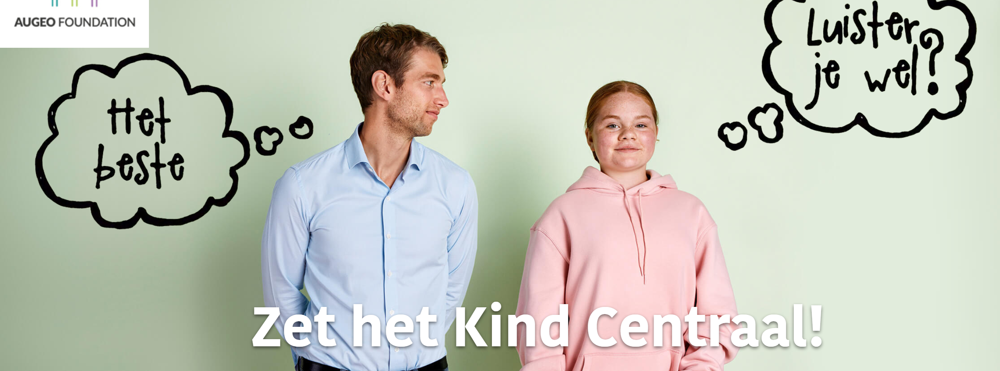 AUGEO FOUNDATION
Het
beste
Luister
je wel?
Zet het Kind Centraal!